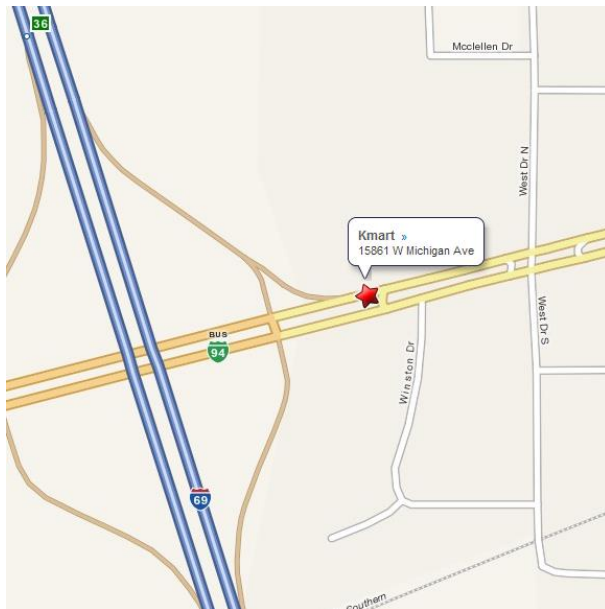 36
Mcclellen Dr
West Dr N
Kmart »
15861 W Michigan Ave
BUS
94
West Dr S
Winston Dr
69
Southern